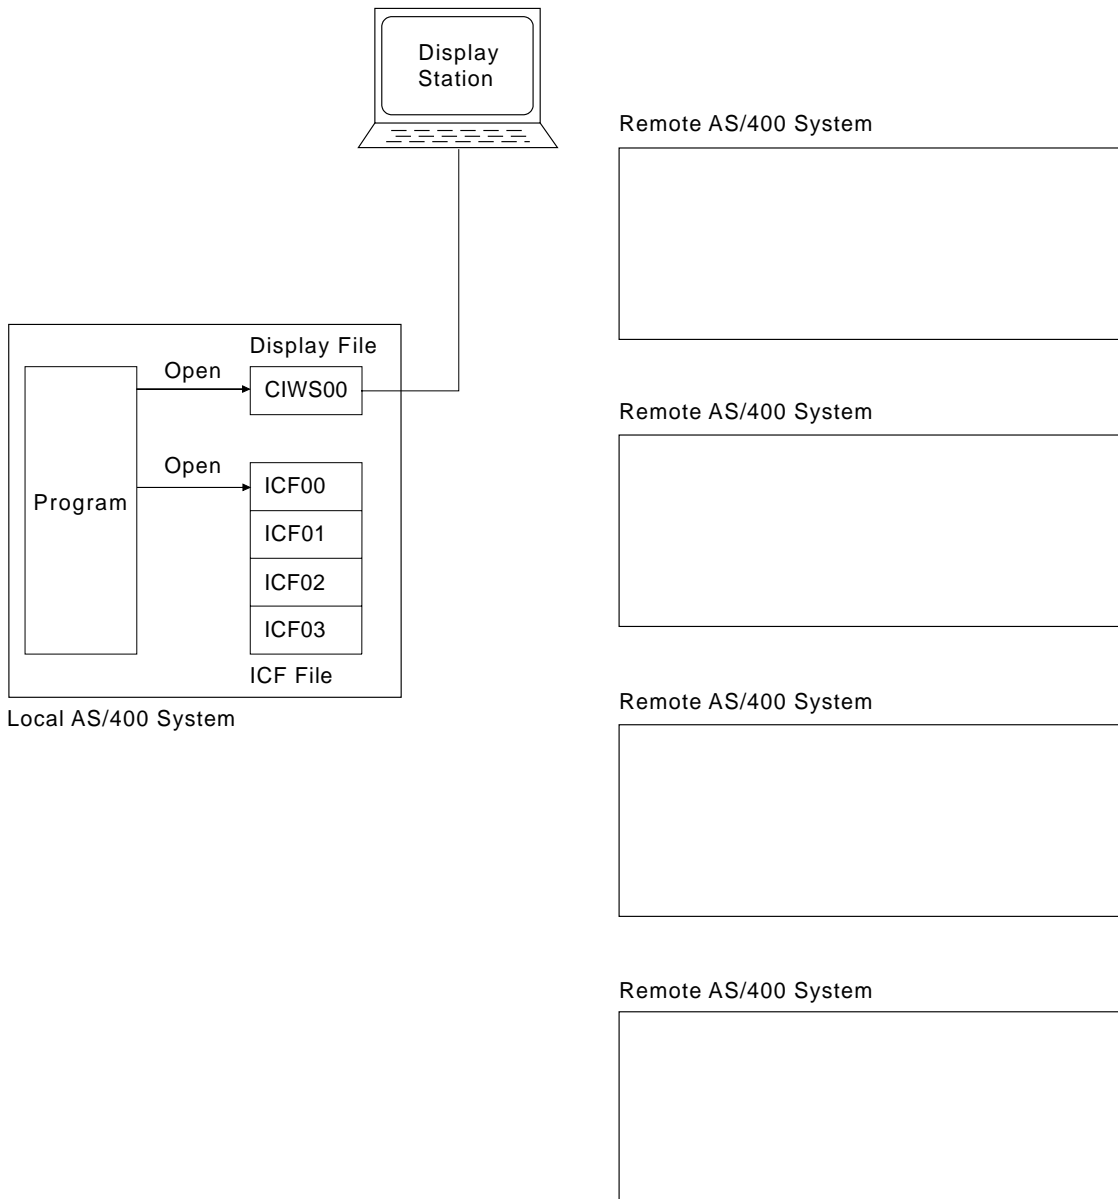 Display
Station
Remote AS/400 System
Display File
Open
CIWS00
Remote AS/400 System
Open
ICF00
Program
ICF01
ICF02
ICF03
ICF File
Local AS/400 System
Remote AS/400 System
Remote AS/400 System